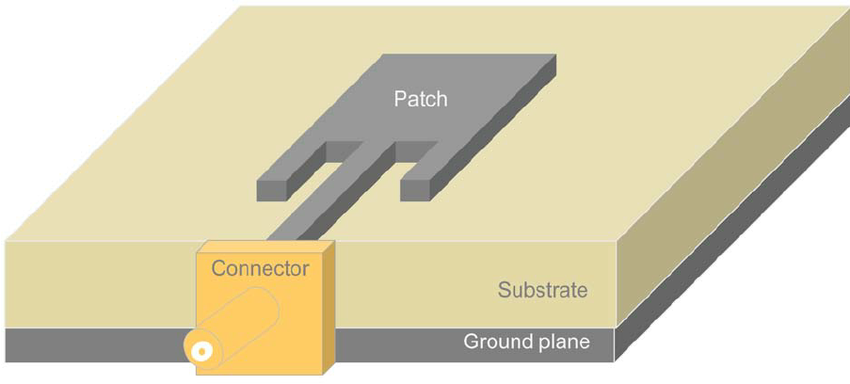 Patch
Connector
Substrate
Ground plane